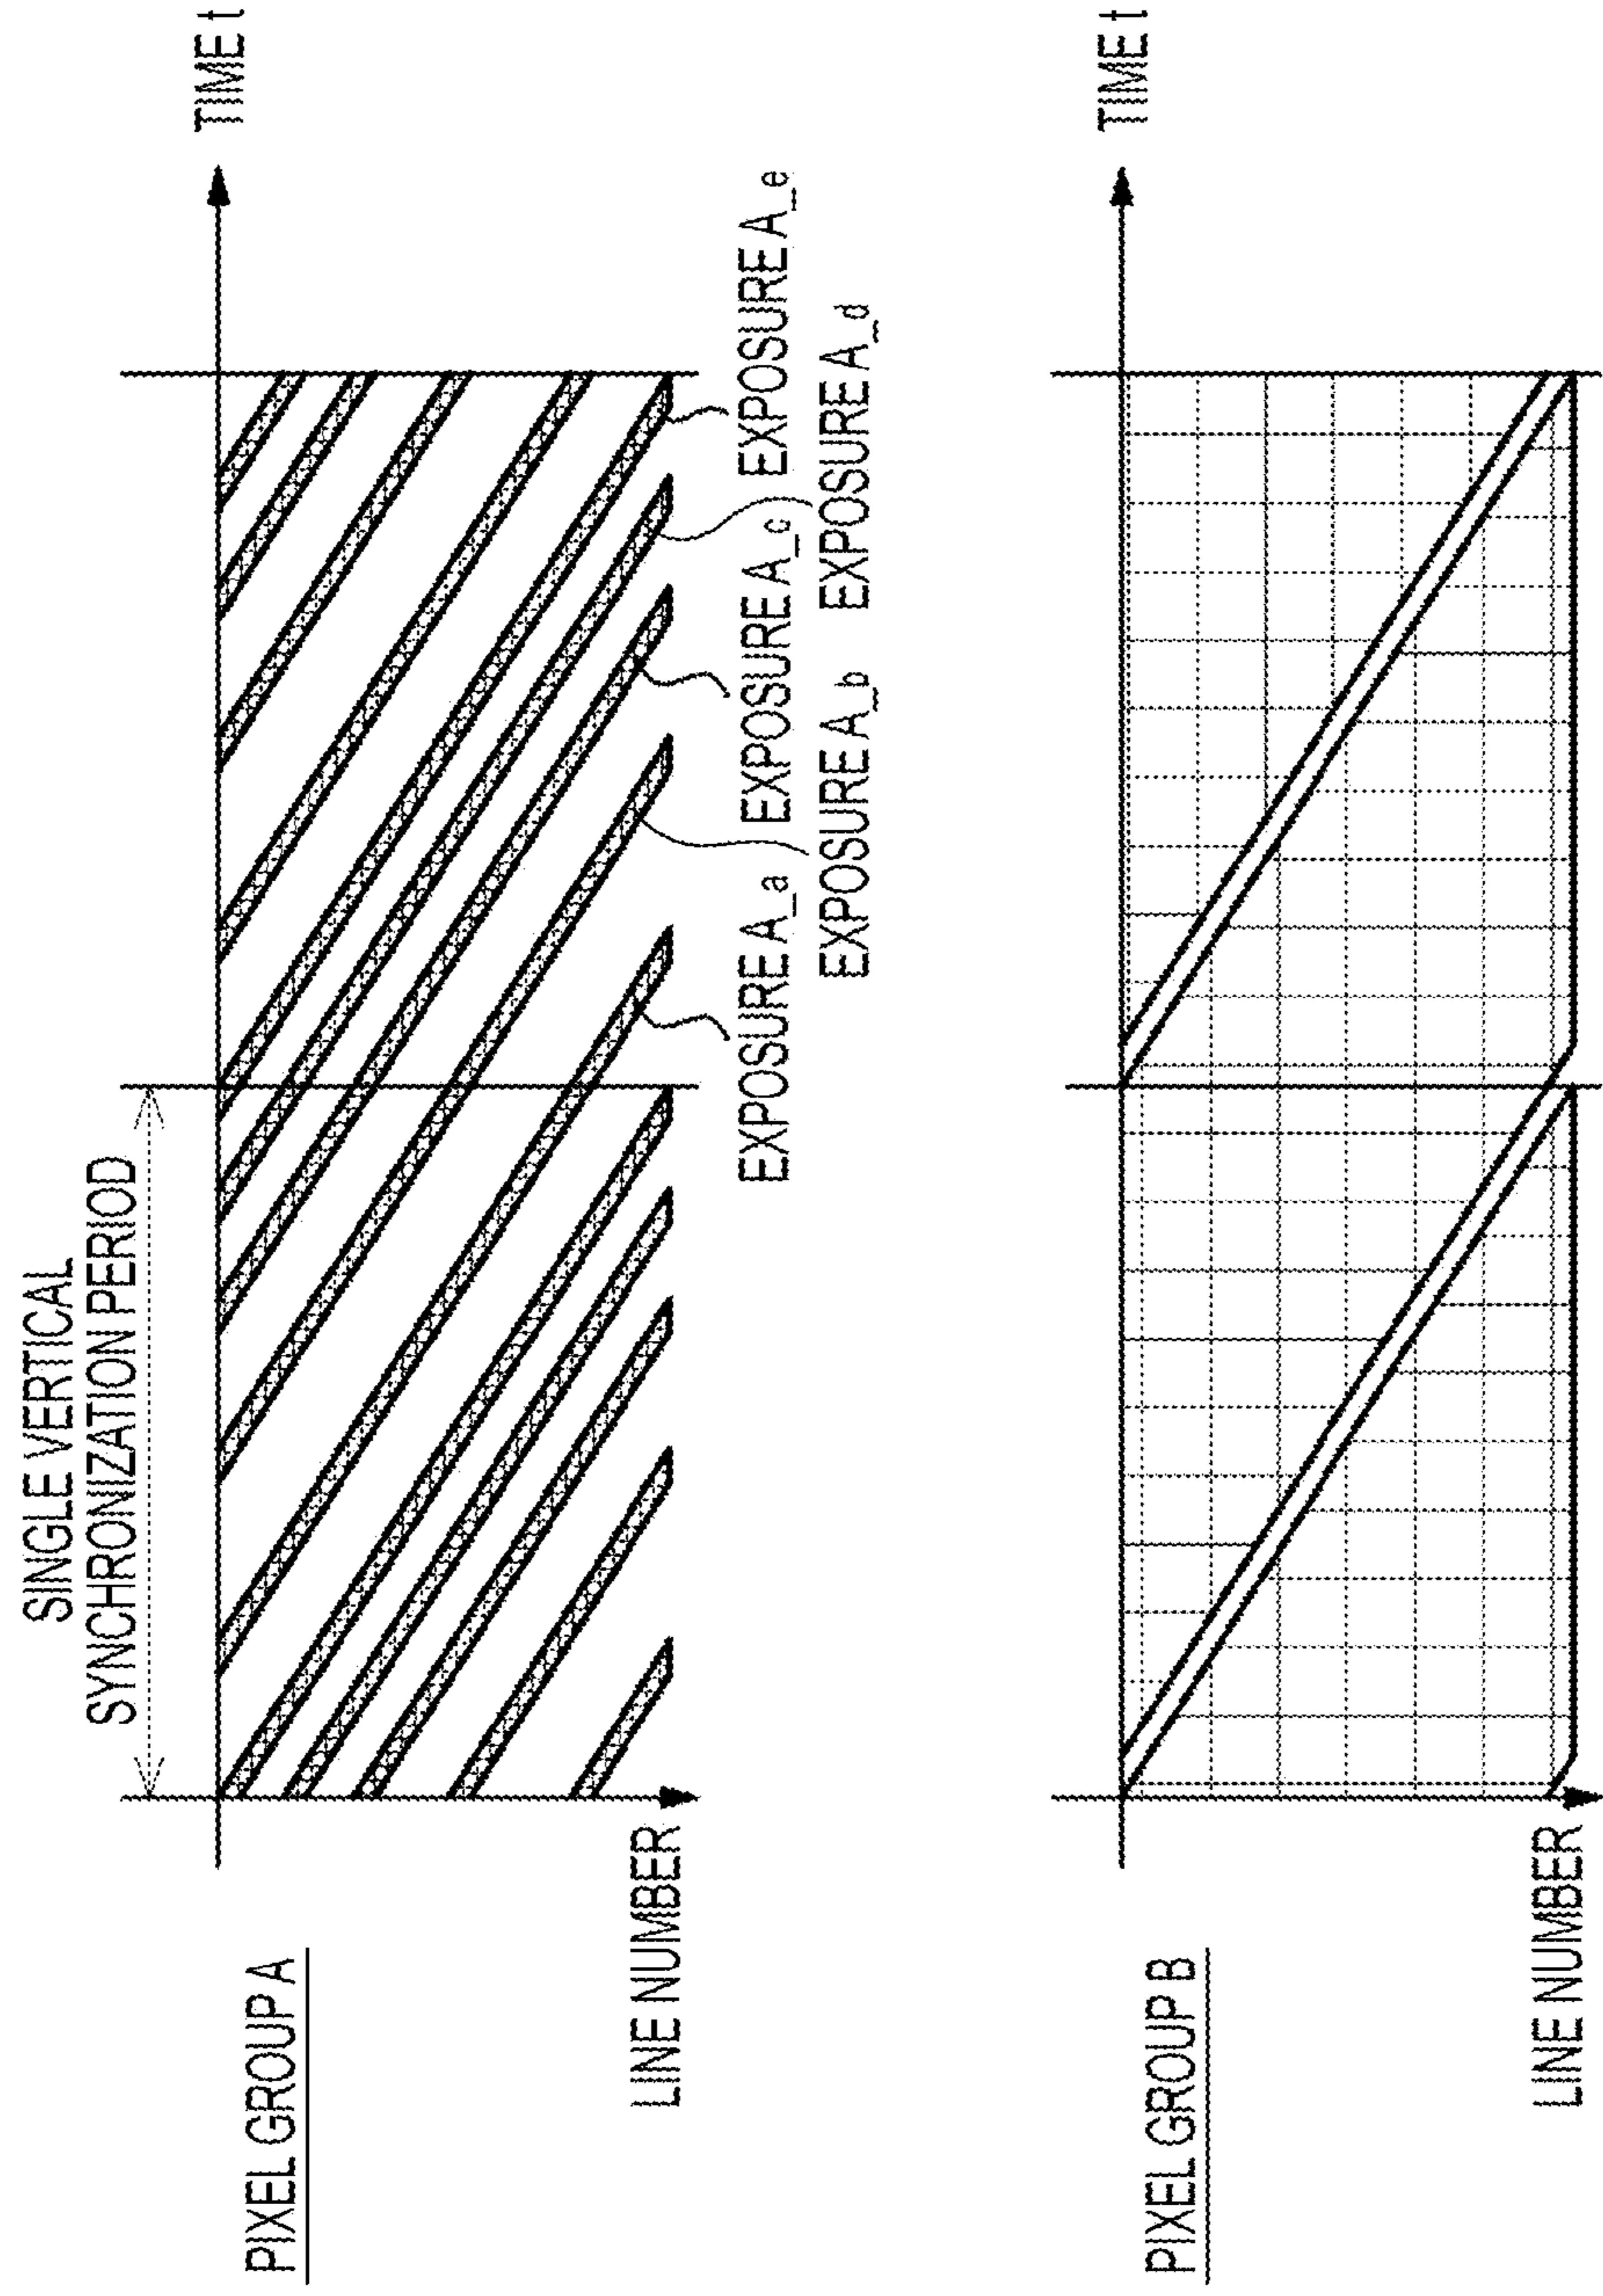 SINGLE VERTICAL
SYNCHRONIZATION PERIOD
TIME t
PIXEL GROUP A
LINE NUMBER
EXPOSURE A_a
EXPOSURE A_c
EXPOSURE A_e
EXPOSURE A_b
EXPOSURE A_d
TIME t
PIXEL GROUP B
LINE NUMBER